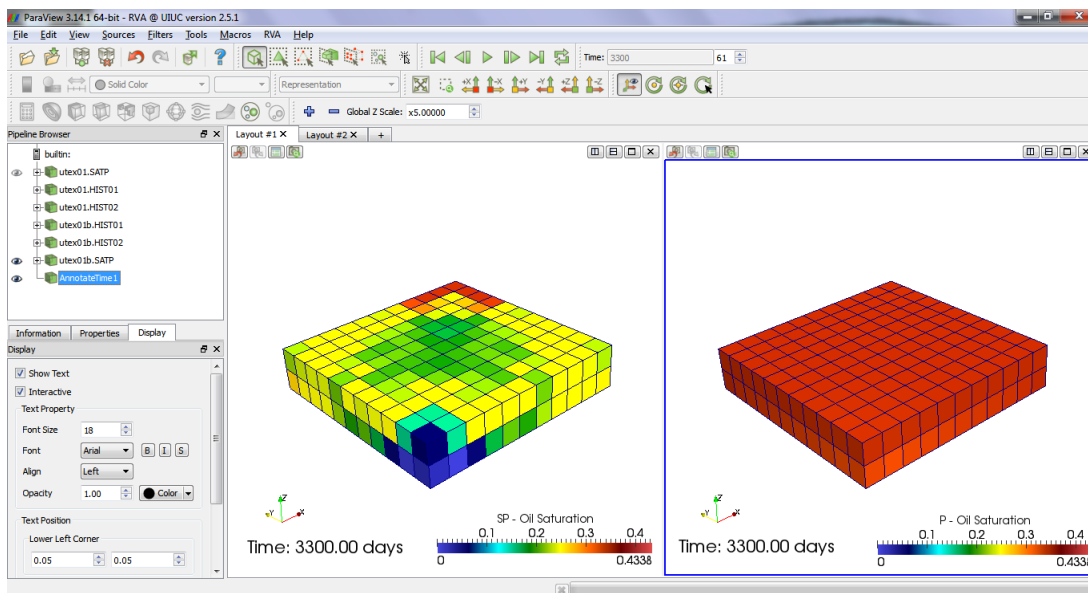 ParaView 3.14.1 64-bit - RVA @ UIUC version 2.5.1
File Edit View Sources Filters Tools Macros RVA Help
Time: 3300 61
Solid Color Representation +X -X +Y -Y +Z -Z
Global Z Scale: x5.00000
Pipeline Browser
Layout #1 Layout #2 +
builtin:
utex01.SATP
utex01.HIST01
utex01.HIST02
utex01b.HIST01
utex01b.HIST02
utex01b.SATP
AnnotateTime1
Information Properties Display
Display
Show Text
Interactive
Text Property
Font Size 18
Font Arial B I S
Align Left
Opacity 1.00 Color
Text Position
Lower Left Corner
0.05 0.05
Z
Y X
SP - Oil Saturation
0.1 0.2 0.3 0.4
0 0.4338
Time: 3300.00 days
Z
Y X
P - Oil Saturation
0.1 0.2 0.3 0.4
0 0.4338
Time: 3300.00 days